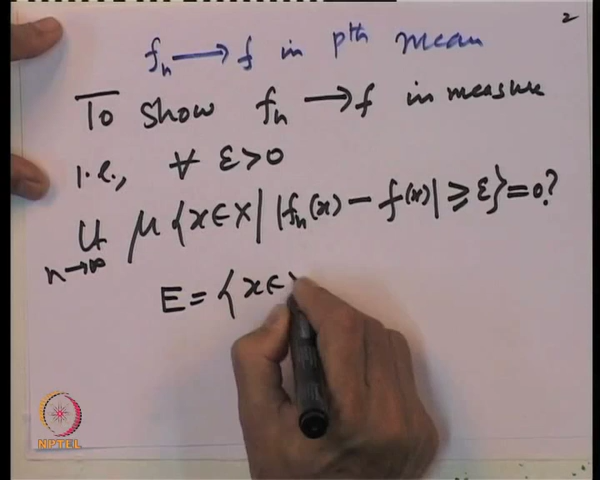 2
fn → f in pth mean
To show fn → f in measure
i.e., ∀ ε>0
lt n→∞ μ{x∈X | |fn(x) − f(x)| ≥ ε} = 0?
E = {x∈
NPTEL